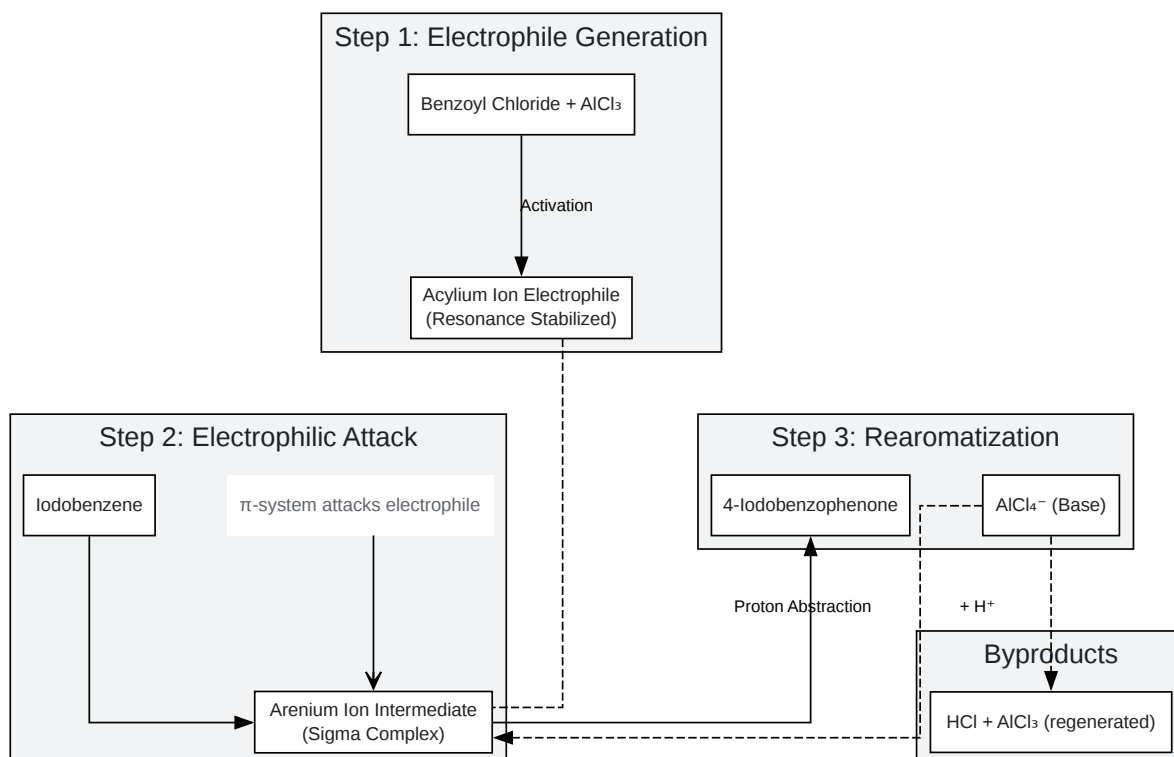 Step 1: Electrophile Generation
Benzoyl Chloride + AlCl₃
Activation
Acylium Ion Electrophile
(Resonance Stabilized)
Step 2: Electrophilic Attack
Iodobenzene
π-system attacks electrophile
Arenium Ion Intermediate
(Sigma Complex)
Step 3: Rearomatization
4-Iodobenzophenone
AlCl₄⁻ (Base)
Proton Abstraction
+ H⁺
Byproducts
HCl + AlCl₃ (regenerated)